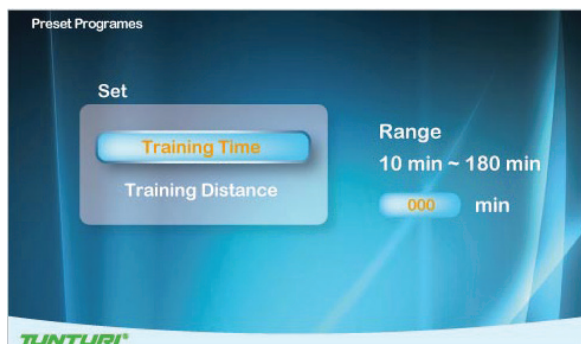 Preset Programes
Set
Training Time
Training Distance
Range
10 min ~ 180 min
000 min
TUNTURI®